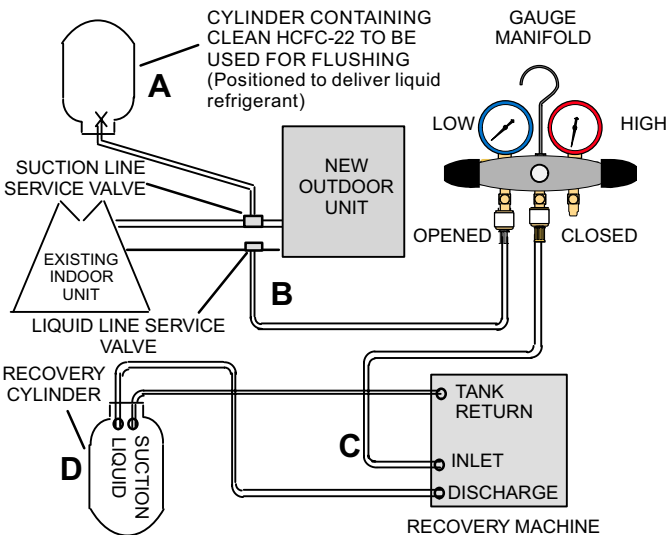 CYLINDER CONTAINING
CLEAN HCFC-22 TO BE
USED FOR FLUSHING
(Positioned to deliver liquid
refrigerant)
A
GAUGE
MANIFOLD
LOW
HIGH
SUCTION LINE
SERVICE VALVE
NEW
OUTDOOR
UNIT
EXISTING
INDOOR
UNIT
OPENED
CLOSED
B
LIQUID LINE SERVICE
VALVE
RECOVERY
CYLINDER
TANK
RETURN
C
INLET
D
LIQUID
SUCTION
DISCHARGE
RECOVERY MACHINE